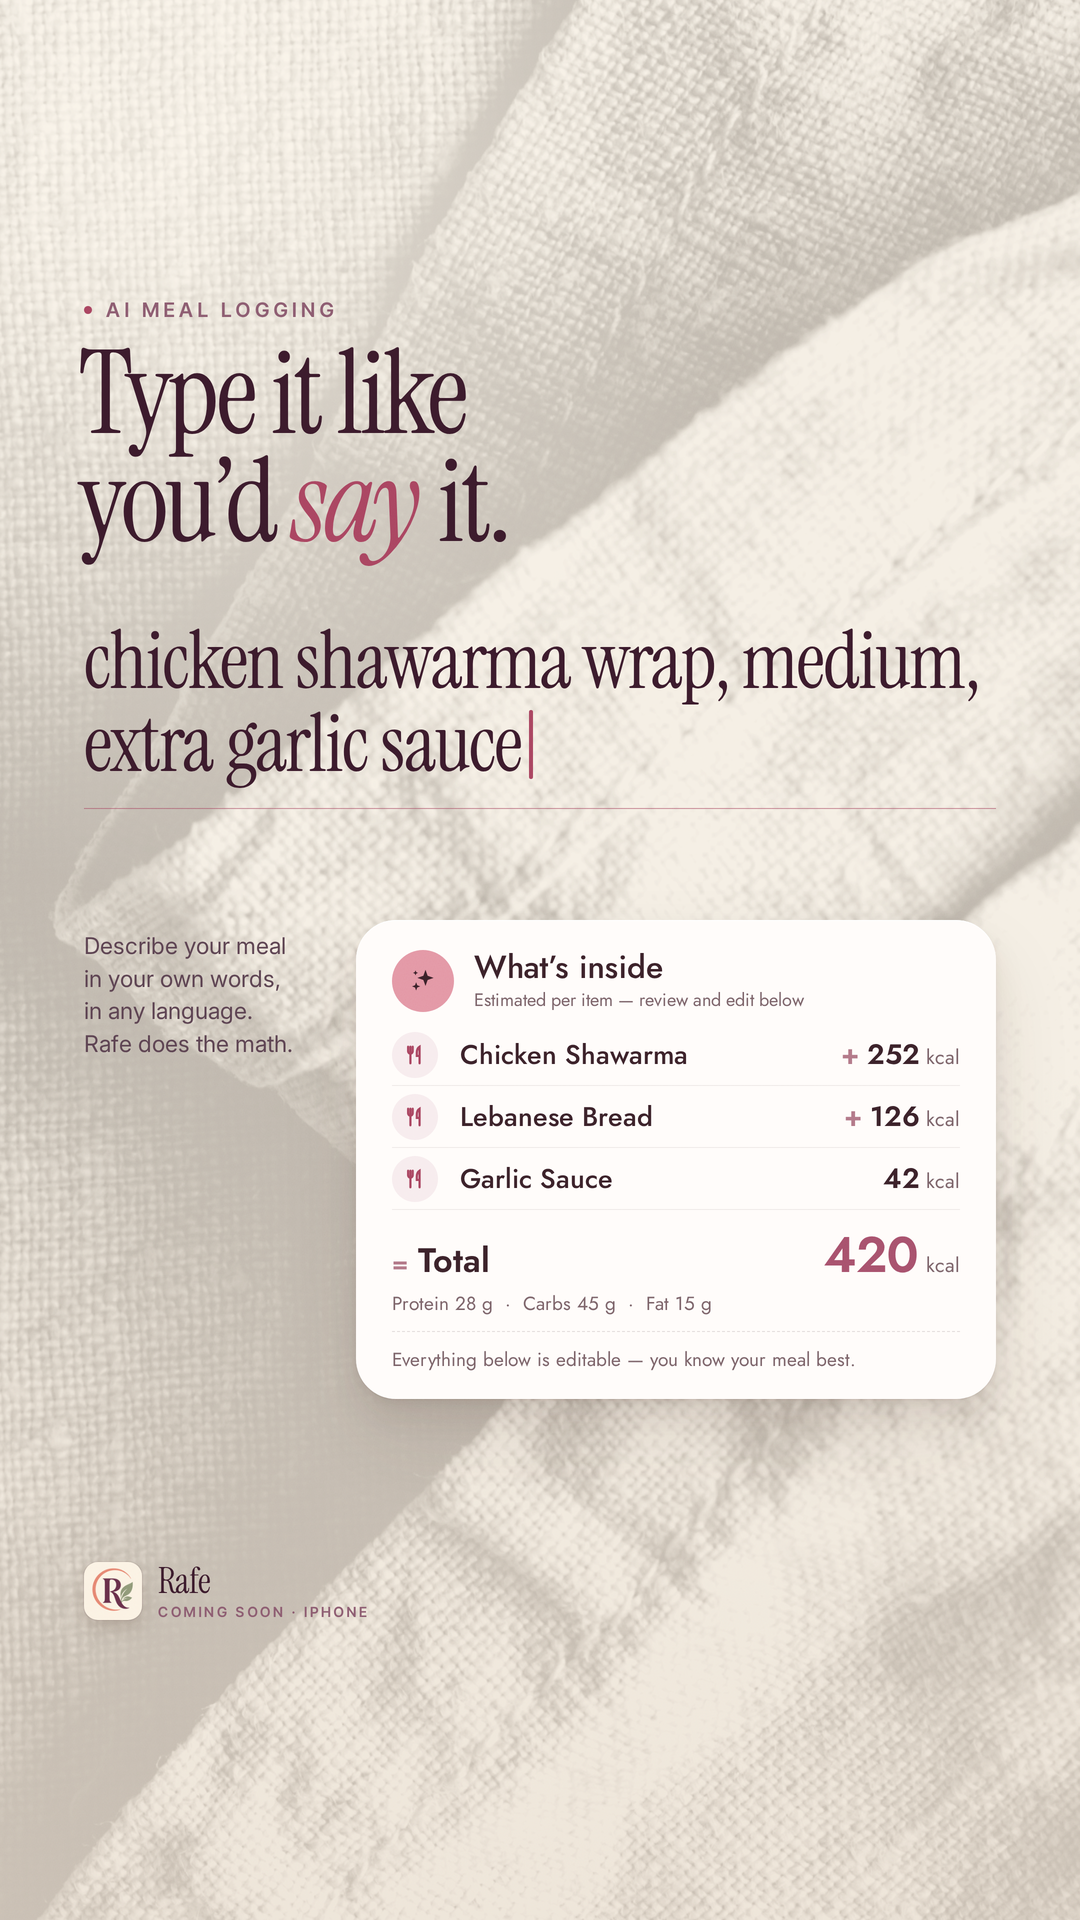 • AI MEAL LOGGING
Type it like
you’d say it.
chicken shawarma wrap, medium,
extra garlic sauce
Describe your meal
in your own words,
in any language.
Rafe does the math.
What’s inside
Estimated per item — review and edit below
Chicken Shawarma + 252 kcal
Lebanese Bread + 126 kcal
Garlic Sauce 42 kcal
= Total 420 kcal
Protein 28 g · Carbs 45 g · Fat 15 g
Everything below is editable — you know your meal best.
R
Rafe
COMING SOON · IPHONE